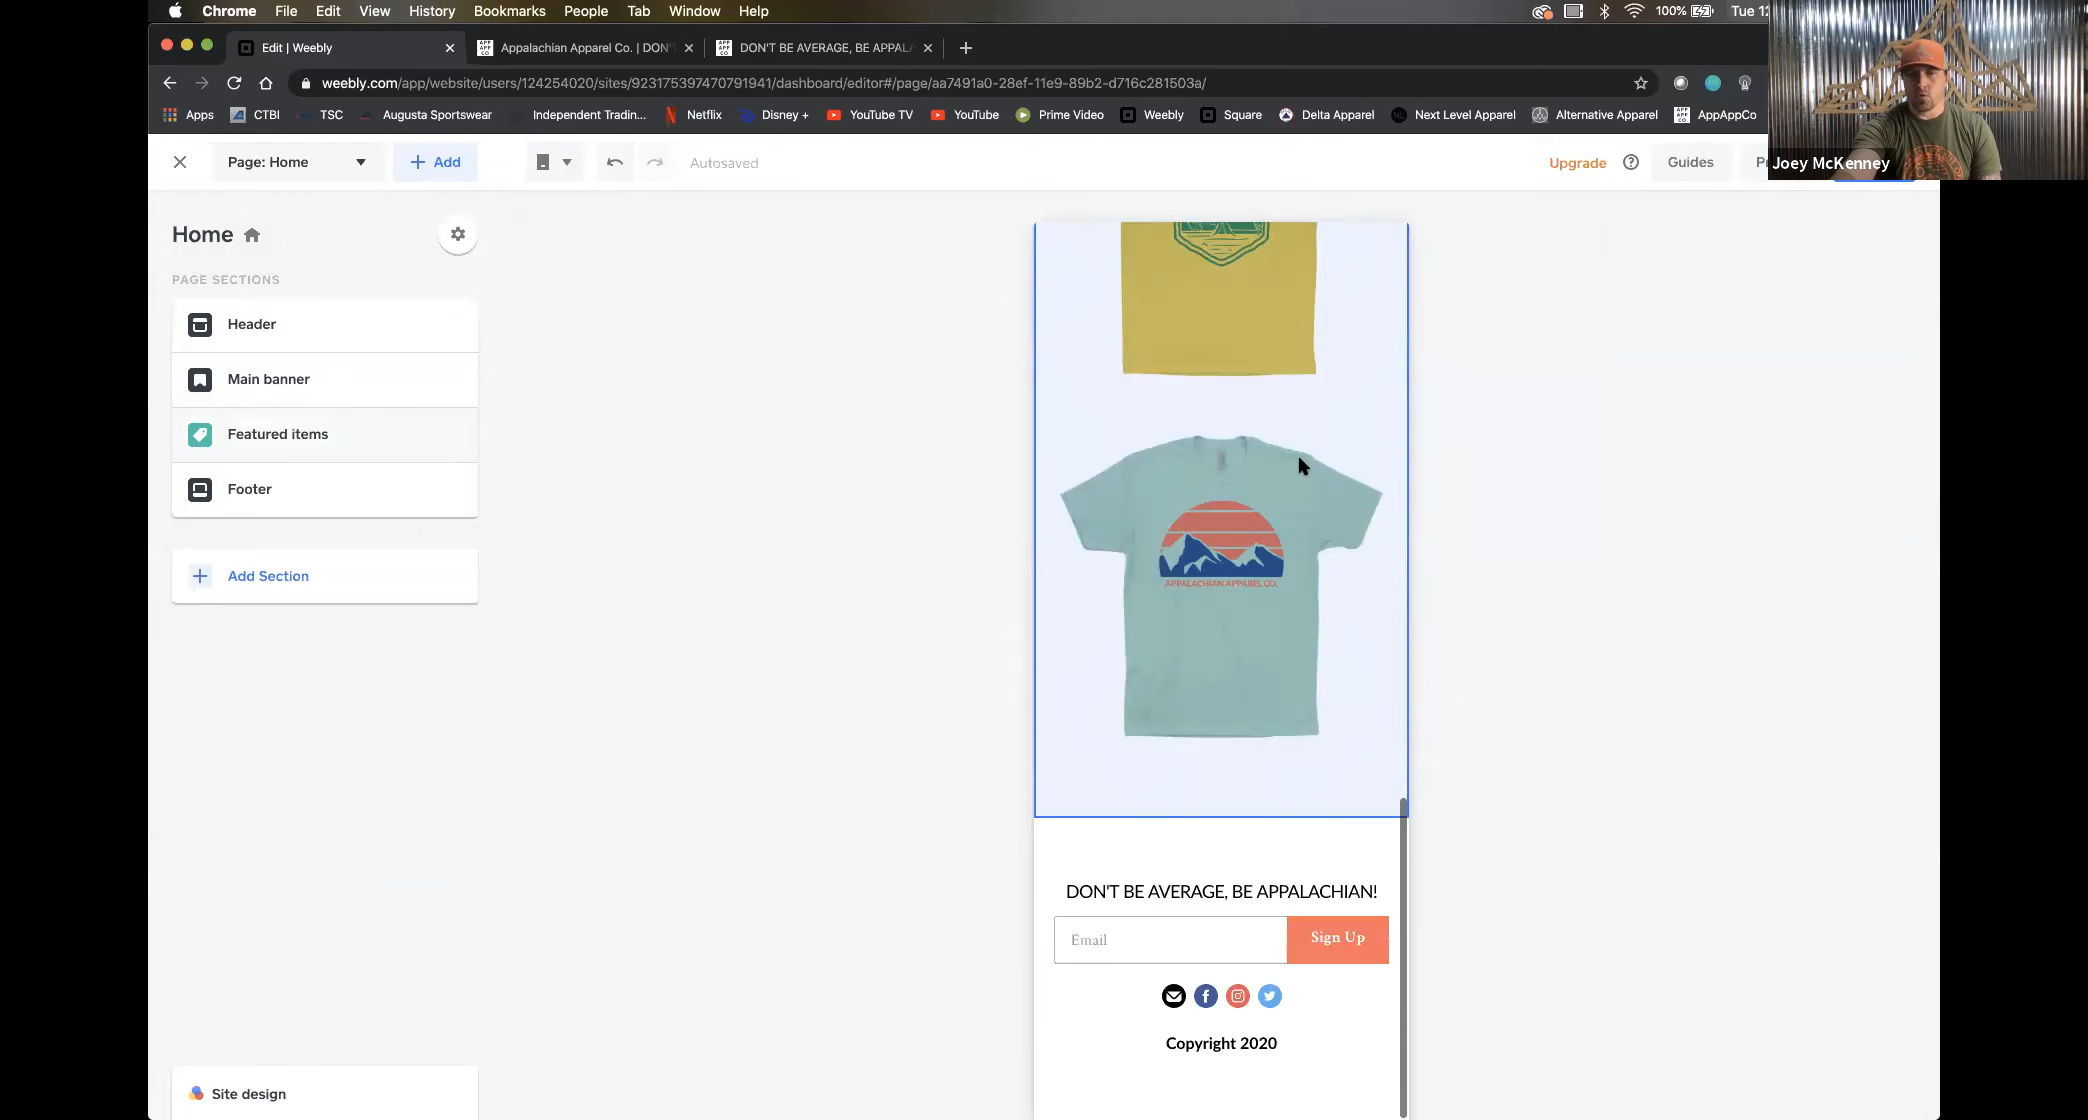 Chrome File Edit View History Bookmarks People Tab Window Help
100% Tue 12
Edit | Weebly
Appalachian Apparel Co. | DON'T
DON'T BE AVERAGE, BE APPAL
weebly.com/app/website/users/124254020/sites/923175397470791941/dashboard/editor#/page/aa7491a0-28ef-11e9-89b2-d716c281503a/
Apps CTBI TSC Augusta Sportswear Independent Tradin... Netflix Disney + YouTube TV YouTube Prime Video Weebly Square Delta Apparel Next Level Apparel Alternative Apparel AppAppCo
Page: Home + Add Autosaved Upgrade Guides P
Joey McKenney
Home
PAGE SECTIONS
Header
Main banner
Featured items
Footer
+ Add Section
Site design
APPALACHIAN APPAREL CO.
DON'T BE AVERAGE, BE APPALACHIAN!
Email
Sign Up
Copyright 2020